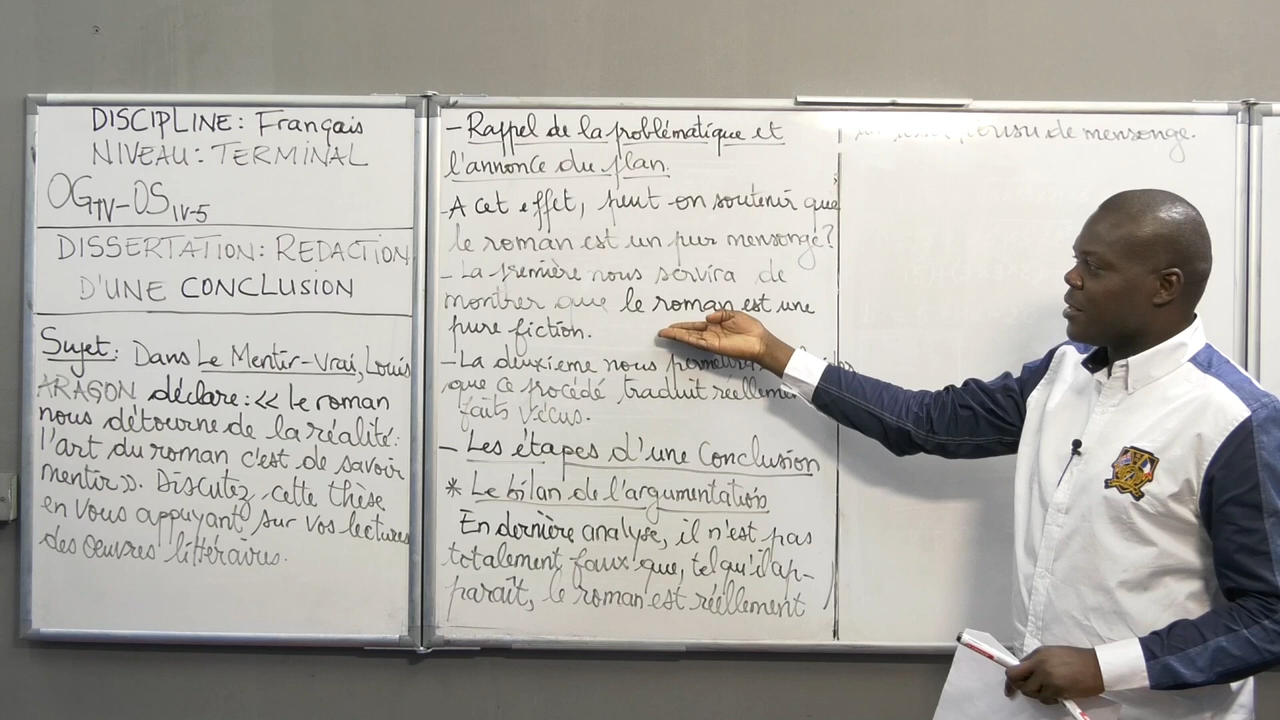 DISCIPLINE: Français
NIVEAU: TERMINAL
OG IV-OS IV-5
DISSERTATION: REDACTION
D'UNE CONCLUSION
Sujet: Dans Le Mentir-Vrai, Louis
ARAGON déclare: << Le roman
nous détourne de la réalité:
l'art du roman c'est de savoir
mentir>>. Discutez cette thèse
en vous appuyant sur vos lectures
des œuvres littéraires.
- Rappel de la problématique et
l'annonce du plan.
- A cet effet, peut-on soutenir que
le roman est un pur mensonge?
- La première nous servira de
montrer que le roman est une
pure fiction.
- La deuxième nous
que ce procédé traduit
faits vécus.
- Les étapes d'une Conclusion
* Le bilan de l'argumentation
En dernière analyse, il n'est pas
totalement faux que, tel qu'il ap-
paraît, le roman est réellement
de mensonge.